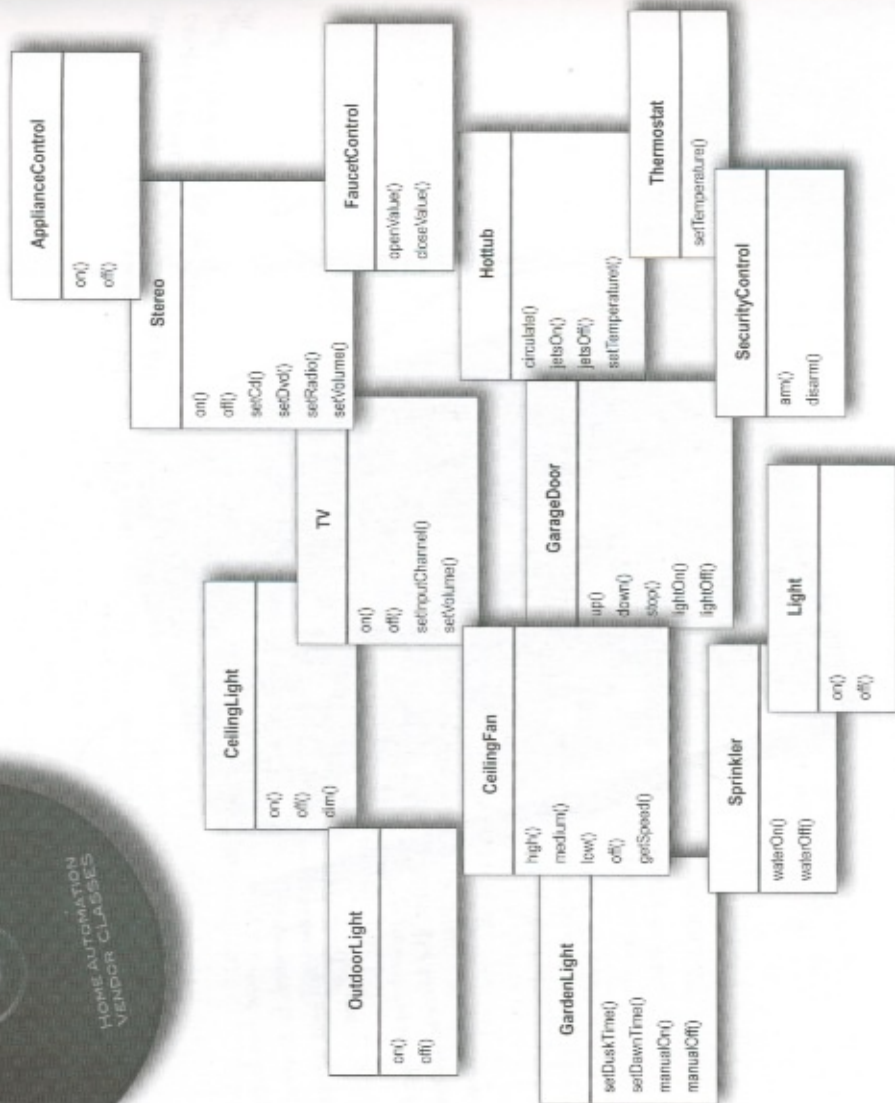 HOME AUTOMATION
VENDOR CLASSES
ApplianceControl
on()
off()
Stereo
on()
off()
setCd()
setDvd()
setRadio()
setVolume()
FaucetControl
openValue()
closeValue()
CeilingLight
on()
off()
dim()
TV
on()
off()
setInputChannel()
setVolume()
Hottub
circulate()
jetsOn()
jetsOff()
setTemperature()
OutdoorLight
on()
off()
CeilingFan
high()
medium()
low()
off()
getSpeed()
GarageDoor
up()
down()
stop()
lightOn()
lightOff()
Thermostat
setTemperature()
GardenLight
setDuskTime()
setDawnTime()
manualOn()
manualOff()
Sprinkler
waterOn()
waterOff()
SecurityControl
arm()
disarm()
Light
on()
off()